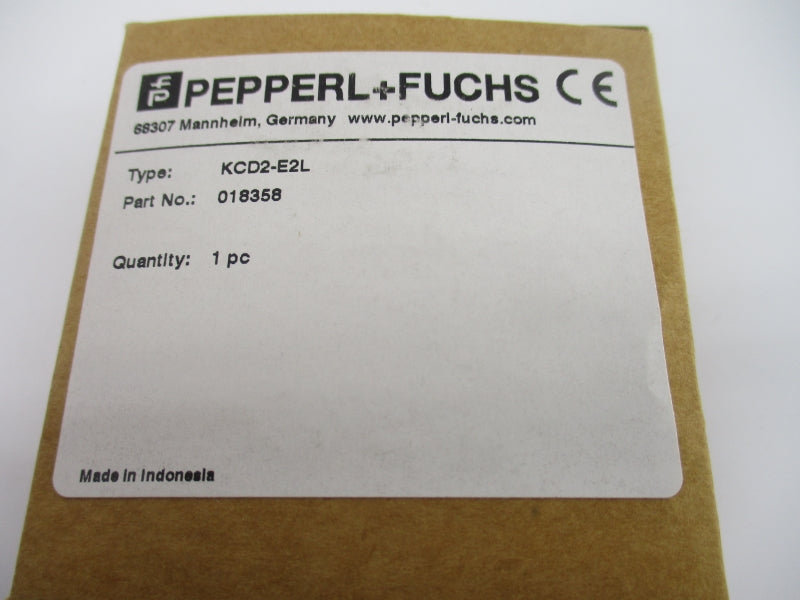 PEPPERL+FUCHS CE
68307 Mannheim, Germany www.pepperl-fuchs.com
Type: KCD2-E2L
Part No.: 018358
Quantity: 1 pc
Made in Indonesia